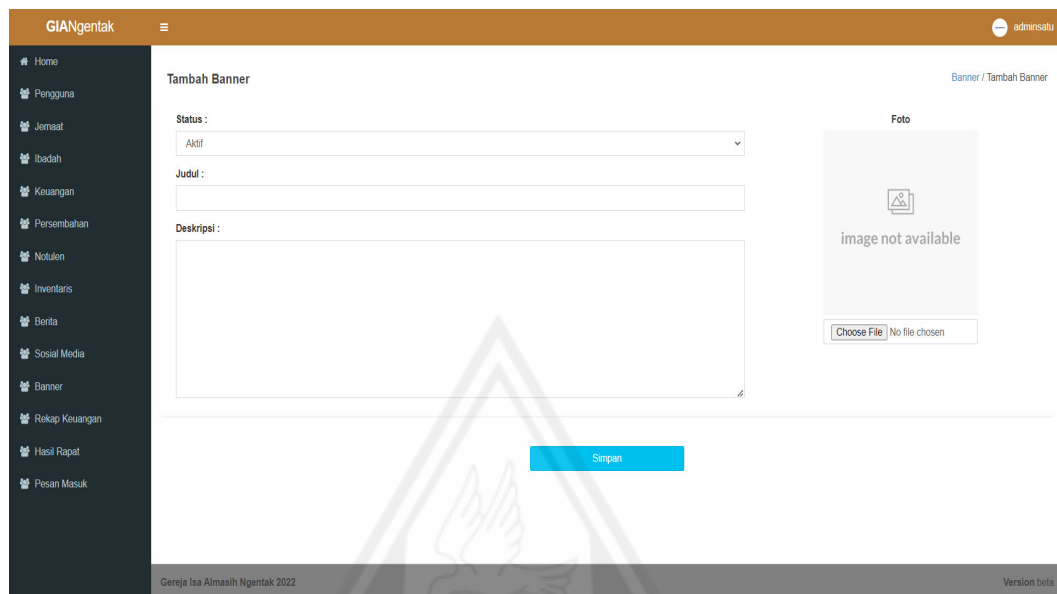 GIANgentak
adminsatu
Home
Pengguna
Jemaat
Ibadah
Keuangan
Persembahan
Notulen
Inventaris
Berita
Sosial Media
Banner
Rekap Keuangan
Hasil Rapat
Pesan Masuk
Tambah Banner
Banner / Tambah Banner
Status :
Aktif
Judul :
Deskripsi :
Foto
image not available
Choose File No file chosen
Simpan
Gereja Isa Almasih Ngentak 2022
Version beta